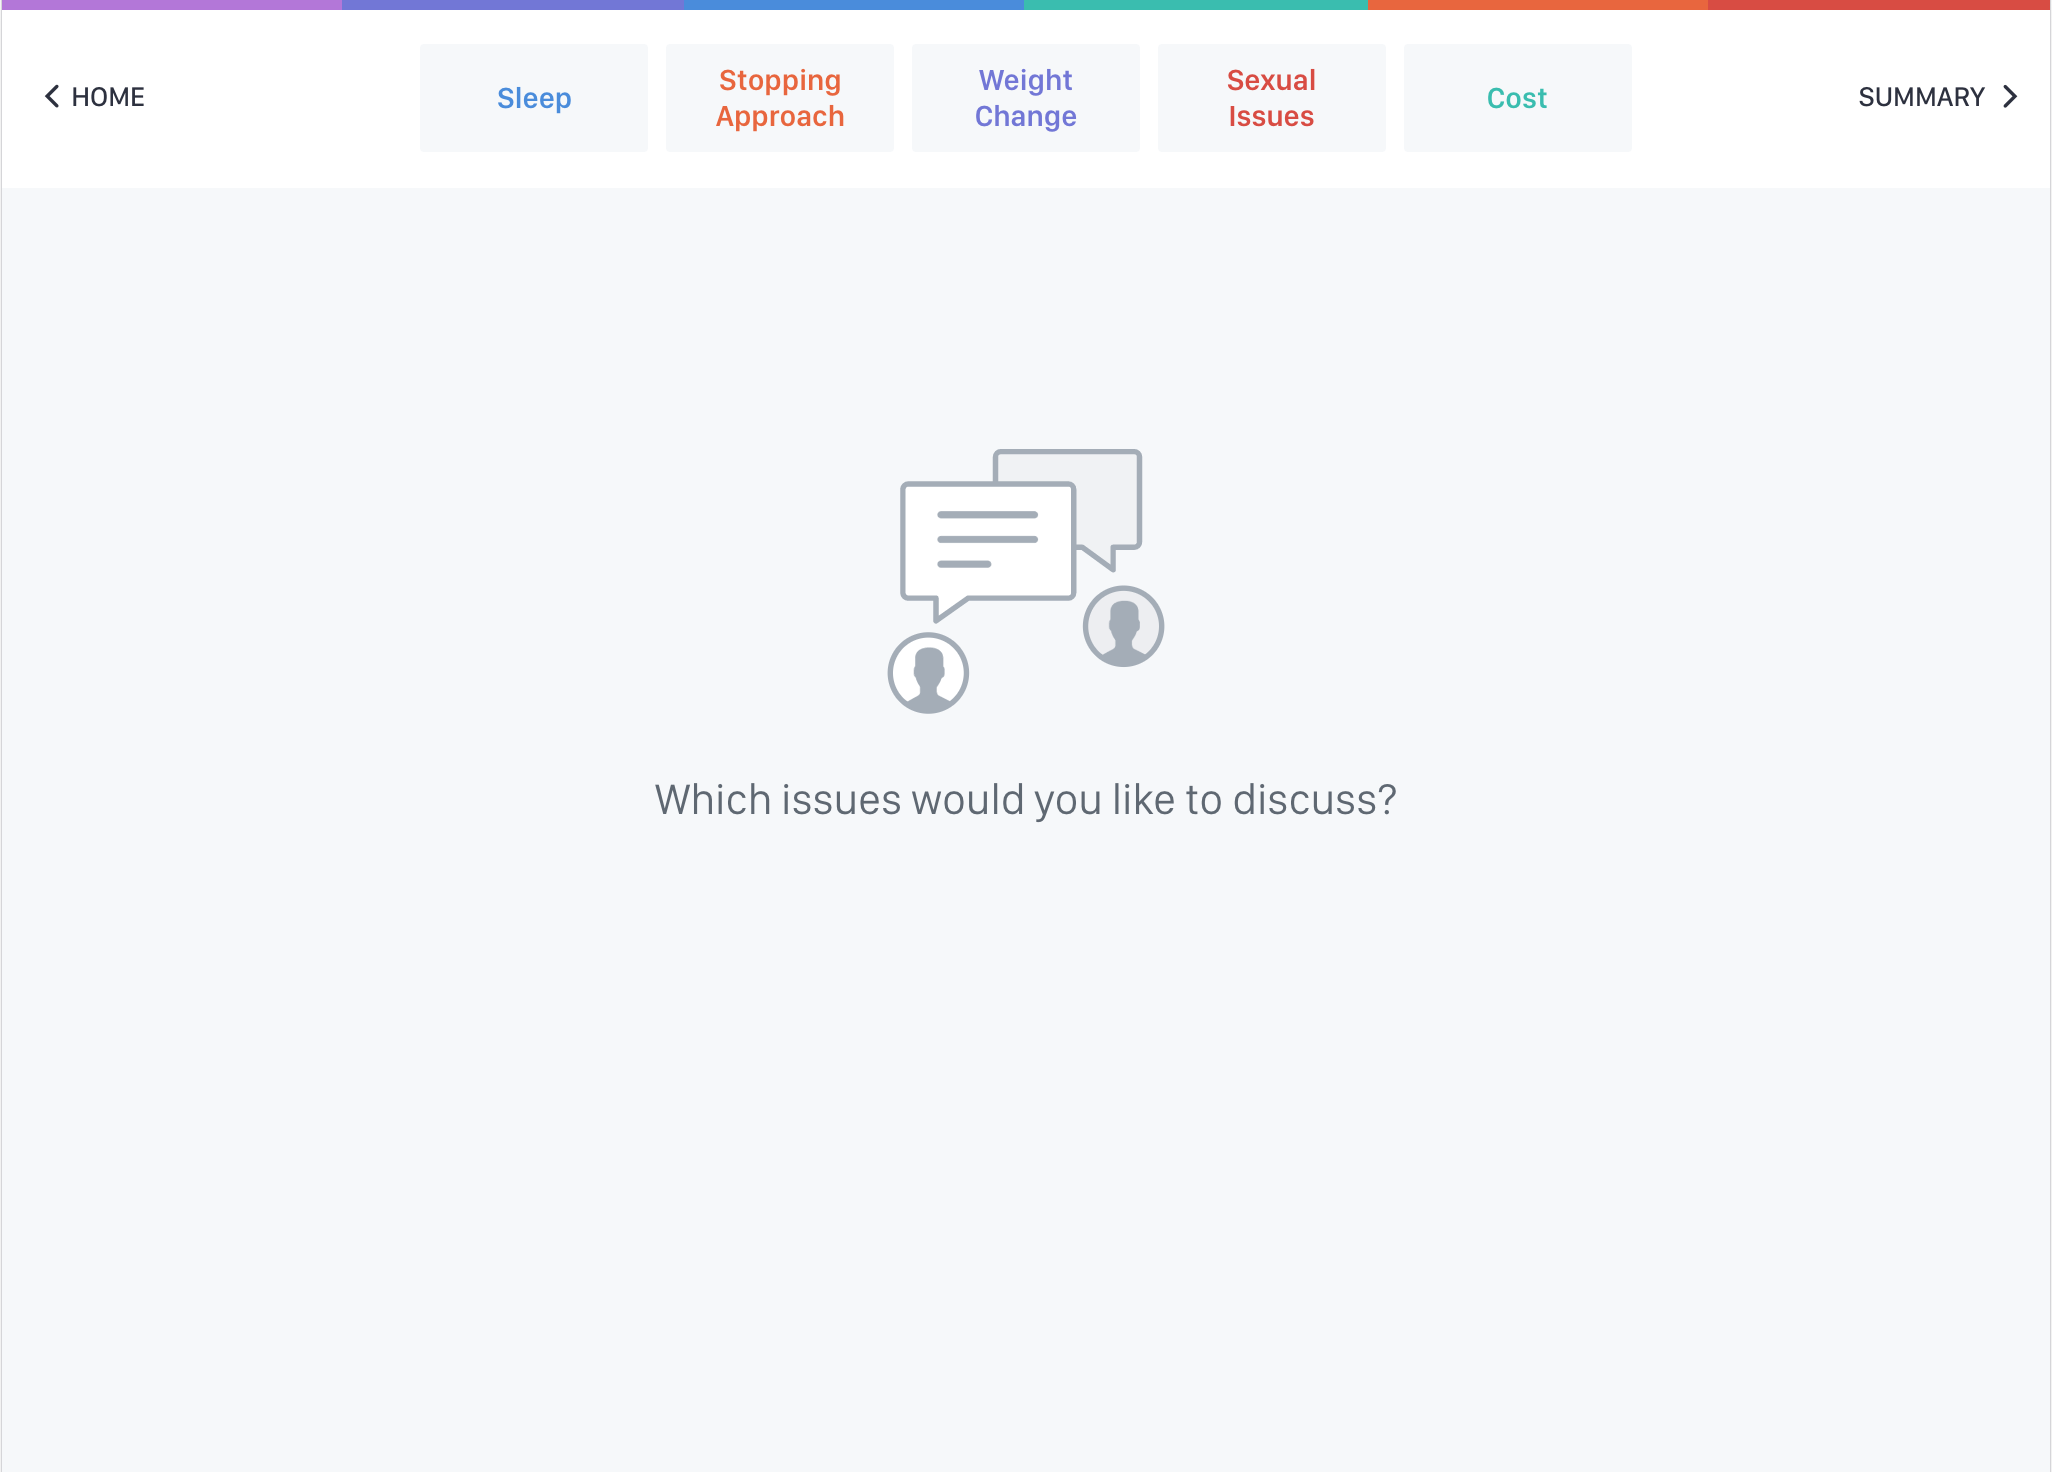 HOME
Sleep
Stopping
Approach
Weight
Change
Sexual
Issues
Cost
SUMMARY
Which issues would you like to discuss?